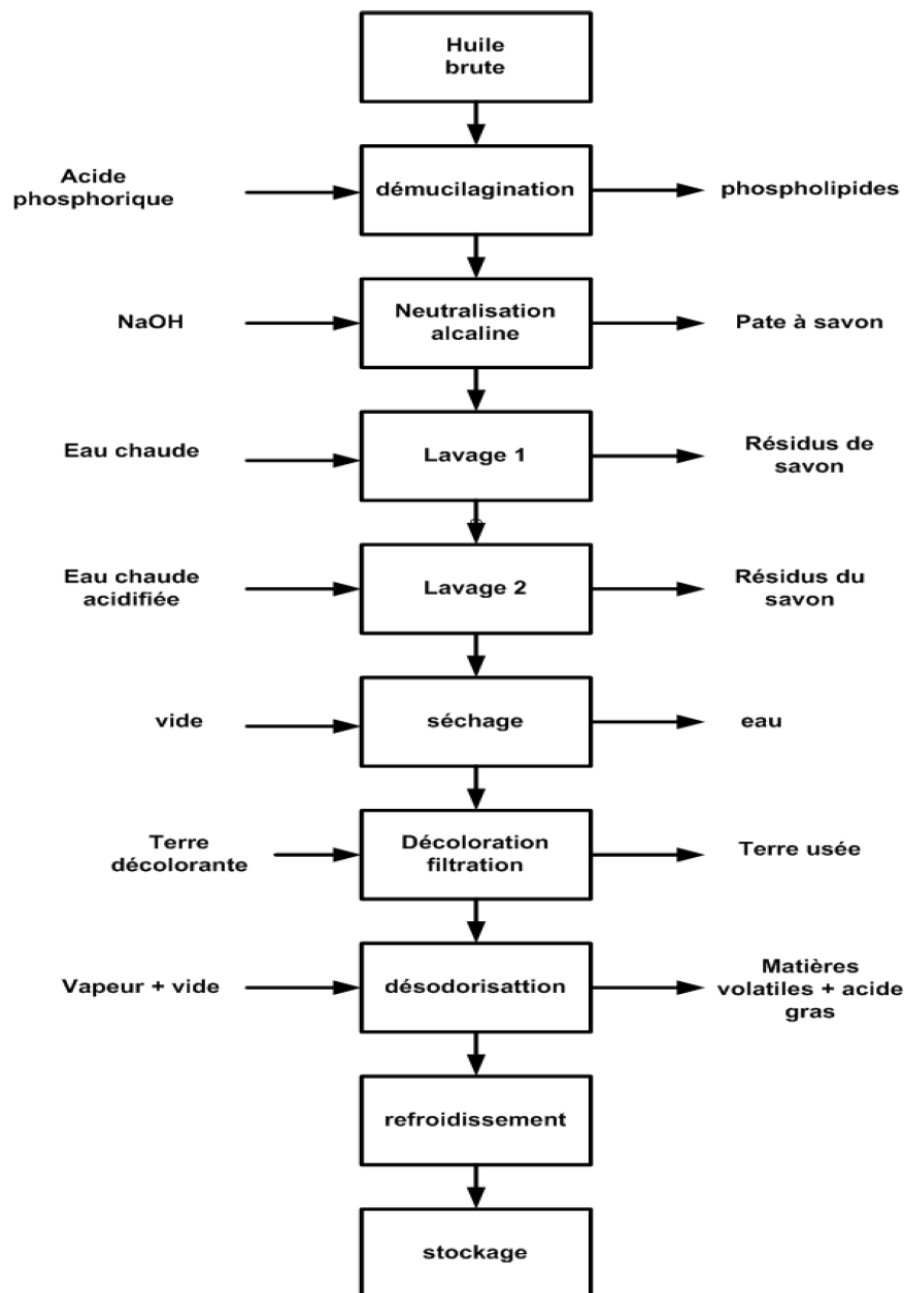 Huile
brute
Acide
phosphorique
démucilagination
phospholipides
NaOH
Neutralisation
alcaline
Pate à savon
Eau chaude
Lavage 1
Résidus de
savon
Eau chaude
acidifiée
Lavage 2
Résidus du
savon
vide
séchage
eau
Terre
décolorante
Décoloration
filtration
Terre usée
Vapeur + vide
désodorisattion
Matières
volatiles + acide
gras
refroidissement
stockage